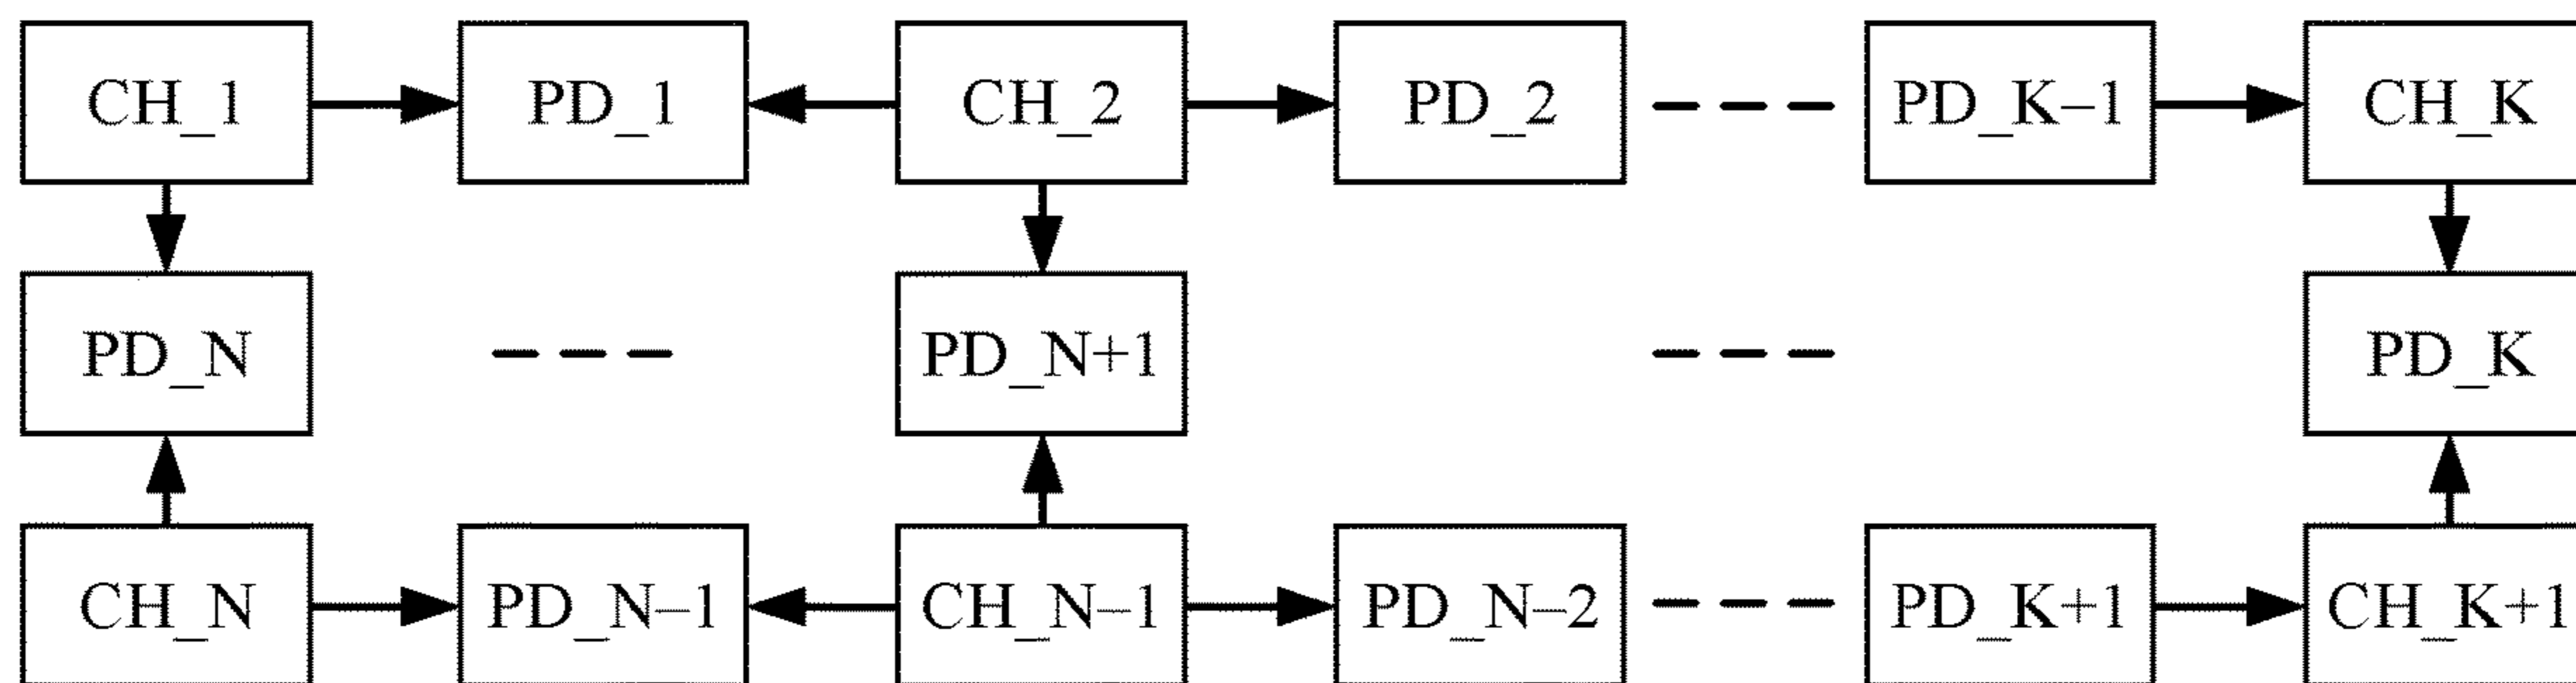 CH_1 PD_1 CH_2 PD_2 PD_K−1 CH_K
PD_N PD_N+1 PD_K
CH_N PD_N−1 CH_N−1 PD_N−2 PD_K+1 CH_K+1